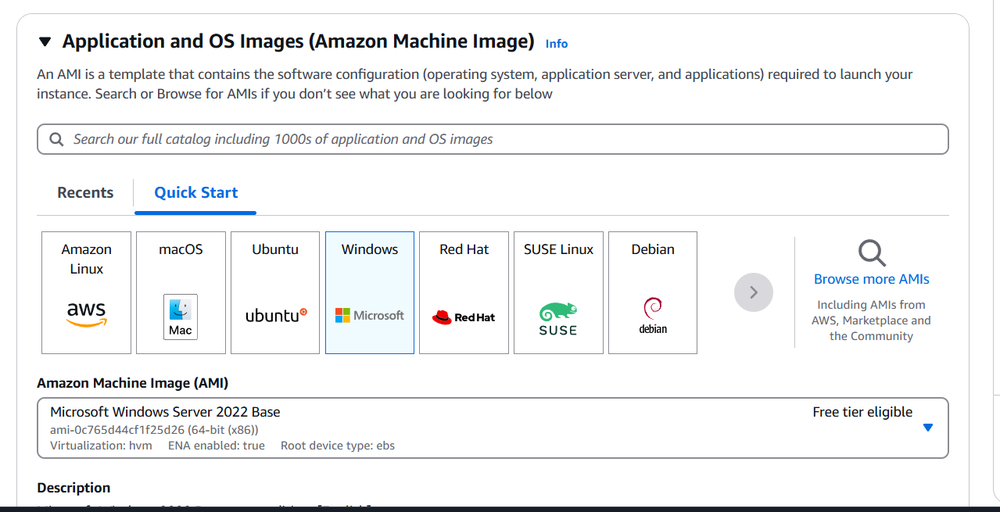 Application and OS Images (Amazon Machine Image) Info
An AMI is a template that contains the software configuration (operating system, application server, and applications) required to launch your
instance. Search or Browse for AMIs if you don’t see what you are looking for below
Search our full catalog including 1000s of application and OS images
Recents
Quick Start
Amazon
Linux
aws
macOS
Mac
Ubuntu
ubuntu
Windows
Microsoft
Red Hat
Red Hat
SUSE Linux
SUSE
Debian
debian
Browse more AMIs
Including AMIs from
AWS, Marketplace and
the Community
Amazon Machine Image (AMI)
Microsoft Windows Server 2022 Base
Free tier eligible
ami-0c765d44cf1f25d26 (64-bit (x86))
Virtualization: hvm ENA enabled: true Root device type: ebs
Description